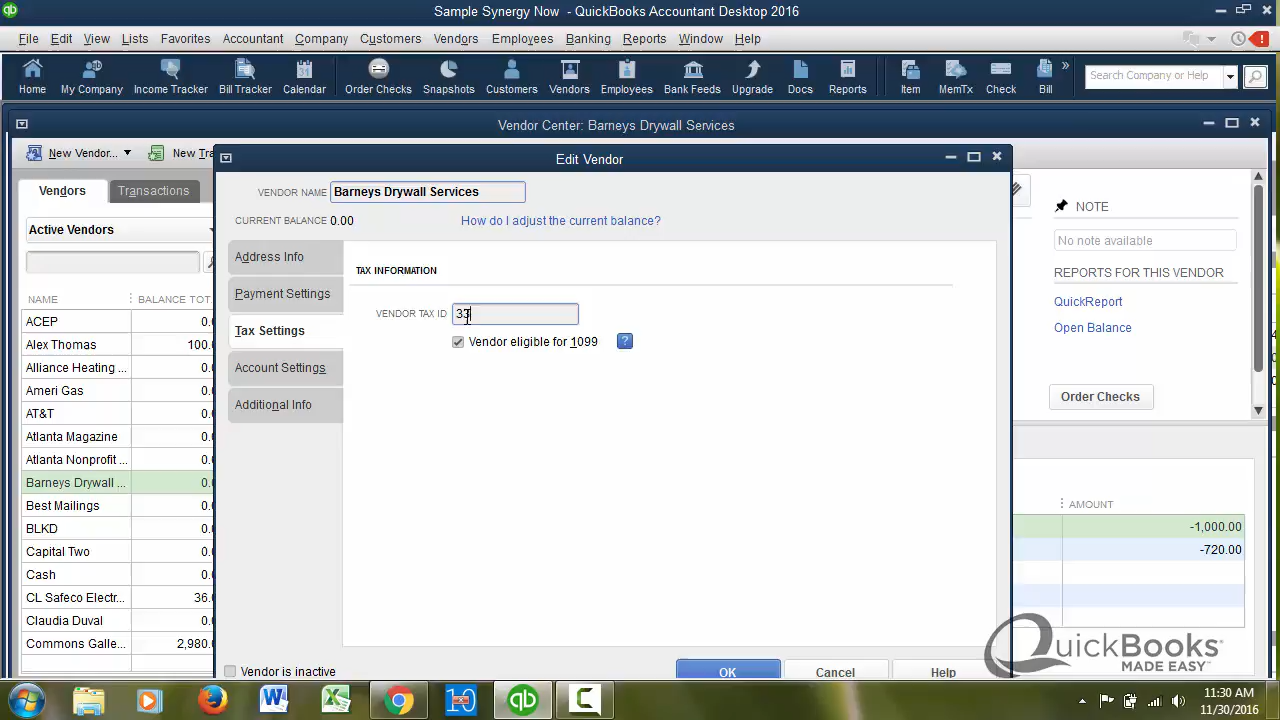 Sample Synergy Now - QuickBooks Accountant Desktop 2016
File Edit View Lists Favorites Accountant Company Customers Vendors Employees Banking Reports Window Help
Home My Company Income Tracker Bill Tracker Calendar Order Checks Snapshots Customers Vendors Employees Bank Feeds Upgrade Docs Reports Item MemTx Check Bill
Search Company or Help
Vendor Center: Barneys Drywall Services
New Vendor...
Edit Vendor
Vendors Transactions
Active Vendors
NAME BALANCE TOT...
ACEP
Alex Thomas 100.
Alliance Heating ...
Ameri Gas
AT&T
Atlanta Magazine
Atlanta Nonprofit ...
Barneys Drywall ...
Best Mailings
BLKD
Capital Two
Cash
CL Safeco Electr... 36.
Claudia Duval
Commons Galle... 2,980.
VENDOR NAME Barneys Drywall Services
CURRENT BALANCE 0.00 How do I adjust the current balance?
Address Info
Payment Settings
Tax Settings
Account Settings
Additional Info
TAX INFORMATION
VENDOR TAX ID 33
Vendor eligible for 1099 ?
Vendor is inactive
OK Cancel Help
NOTE
No note available
REPORTS FOR THIS VENDOR
QuickReport
Open Balance
Order Checks
AMOUNT
-1,000.00
-720.00
QuickBooks
MADE EASY
11:30 AM
11/30/2016